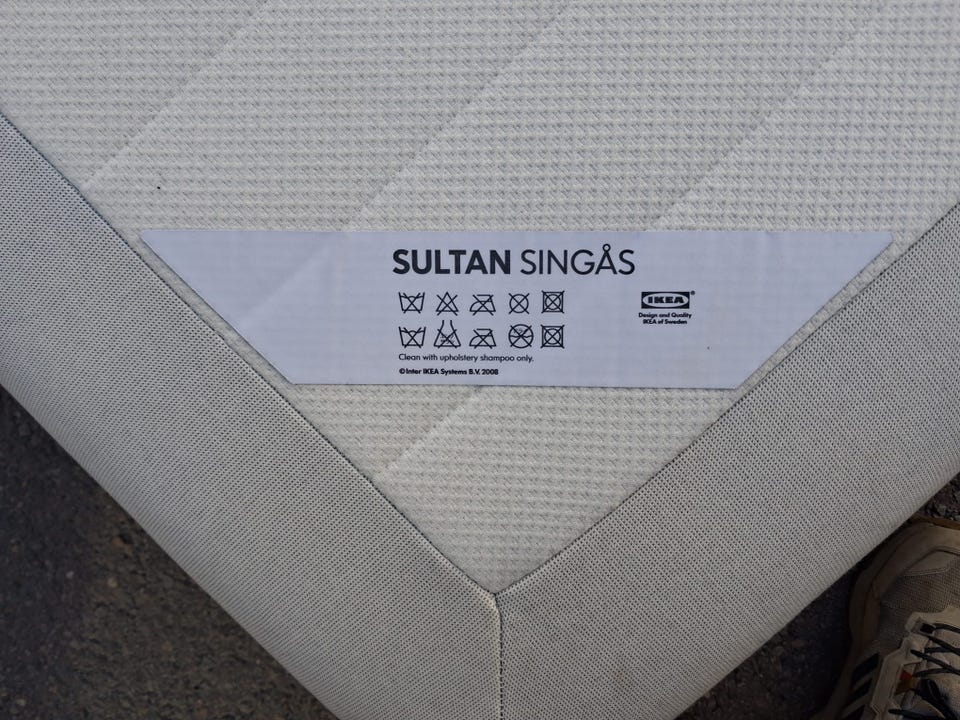 SULTAN SINGÅS
IKEA®
Design and Quality
IKEA of Sweden
Clean with upholstery shampoo only.
©Inter IKEA Systems B.V. 2008